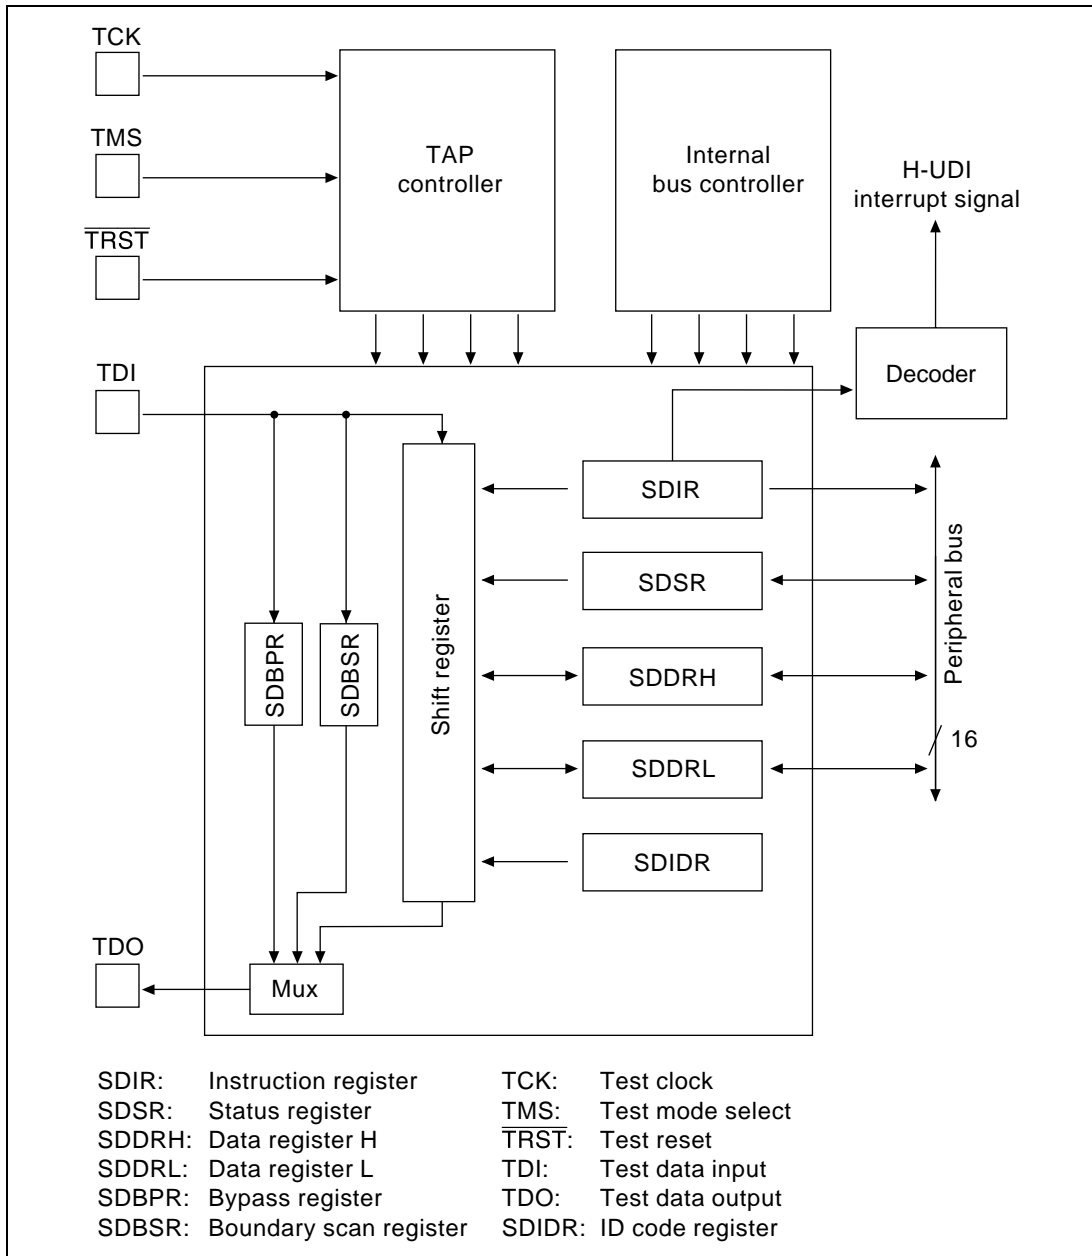 TCK
TMS
TRST
TDI
TDO
TAP
controller
Internal
bus controller
H-UDI
interrupt signal
Decoder
SDIR
SDSR
SDDRH
SDDRL
SDIDR
Shift register
SDBPR
SDBSR
Mux
Peripheral bus
16
SDIR: Instruction register
SDSR: Status register
SDDRH: Data register H
SDDRL: Data register L
SDBPR: Bypass register
SDBSR: Boundary scan register
TCK: Test clock
TMS: Test mode select
TRST: Test reset
TDI: Test data input
TDO: Test data output
SDIDR: ID code register